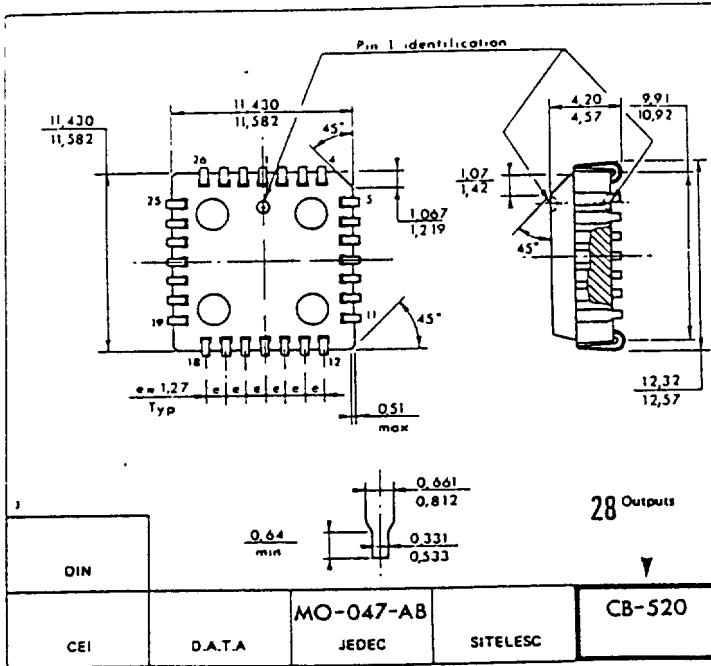 Pin 1 identification
11,430
11,582
11,430
11,582
45°
4,20
4,57
9,91
10,92
26
1
4
25
5
1,067
1,219
1,07
1,42
45°
19
11
45°
18
12
e = 1,27
Typ
e e e e e e
0,51
max
12,32
12,57
0,661
0,812
0,64
min
0,331
0,533
28 Outputs
DIN
CEI
D.A.T.A
MO-047-AB
JEDEC
SITELESC
CB-520